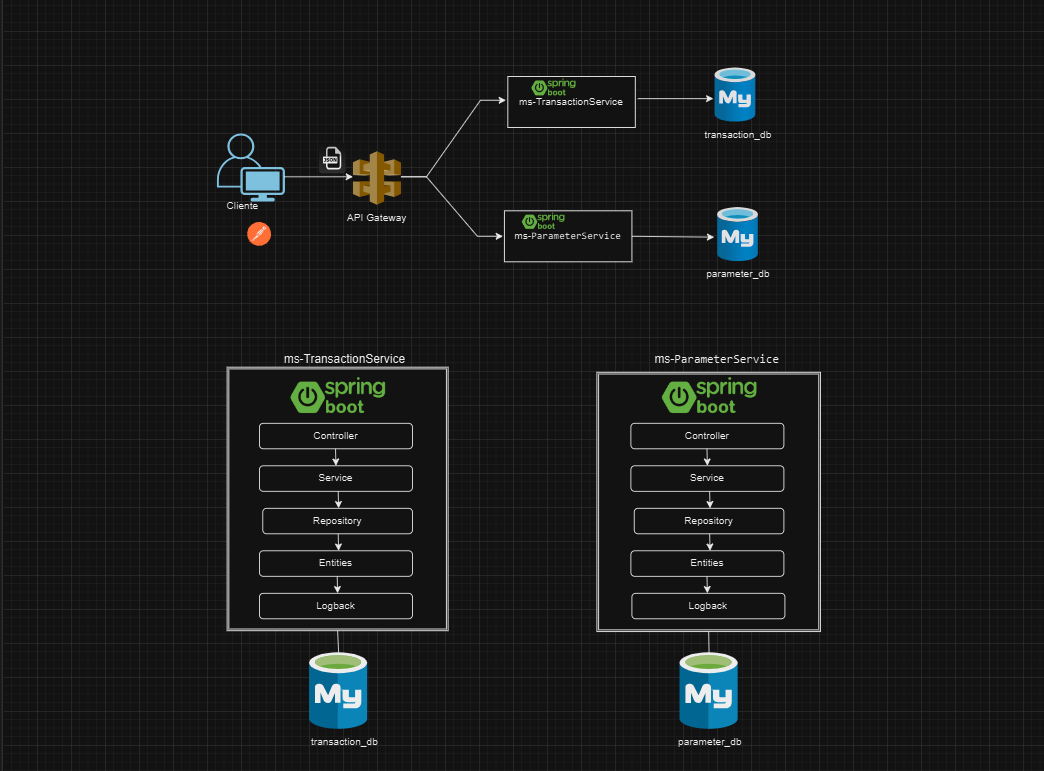 spring
boot
ms-TransactionService
My
transaction_db
JSON
Cliente
API Gateway
spring
boot
ms-ParameterService
My
parameter_db
ms-TransactionService
spring
boot
Controller
Service
Repository
Entities
Logback
My
transaction_db
ms-ParameterService
spring
boot
Controller
Service
Repository
Entities
Logback
My
parameter_db